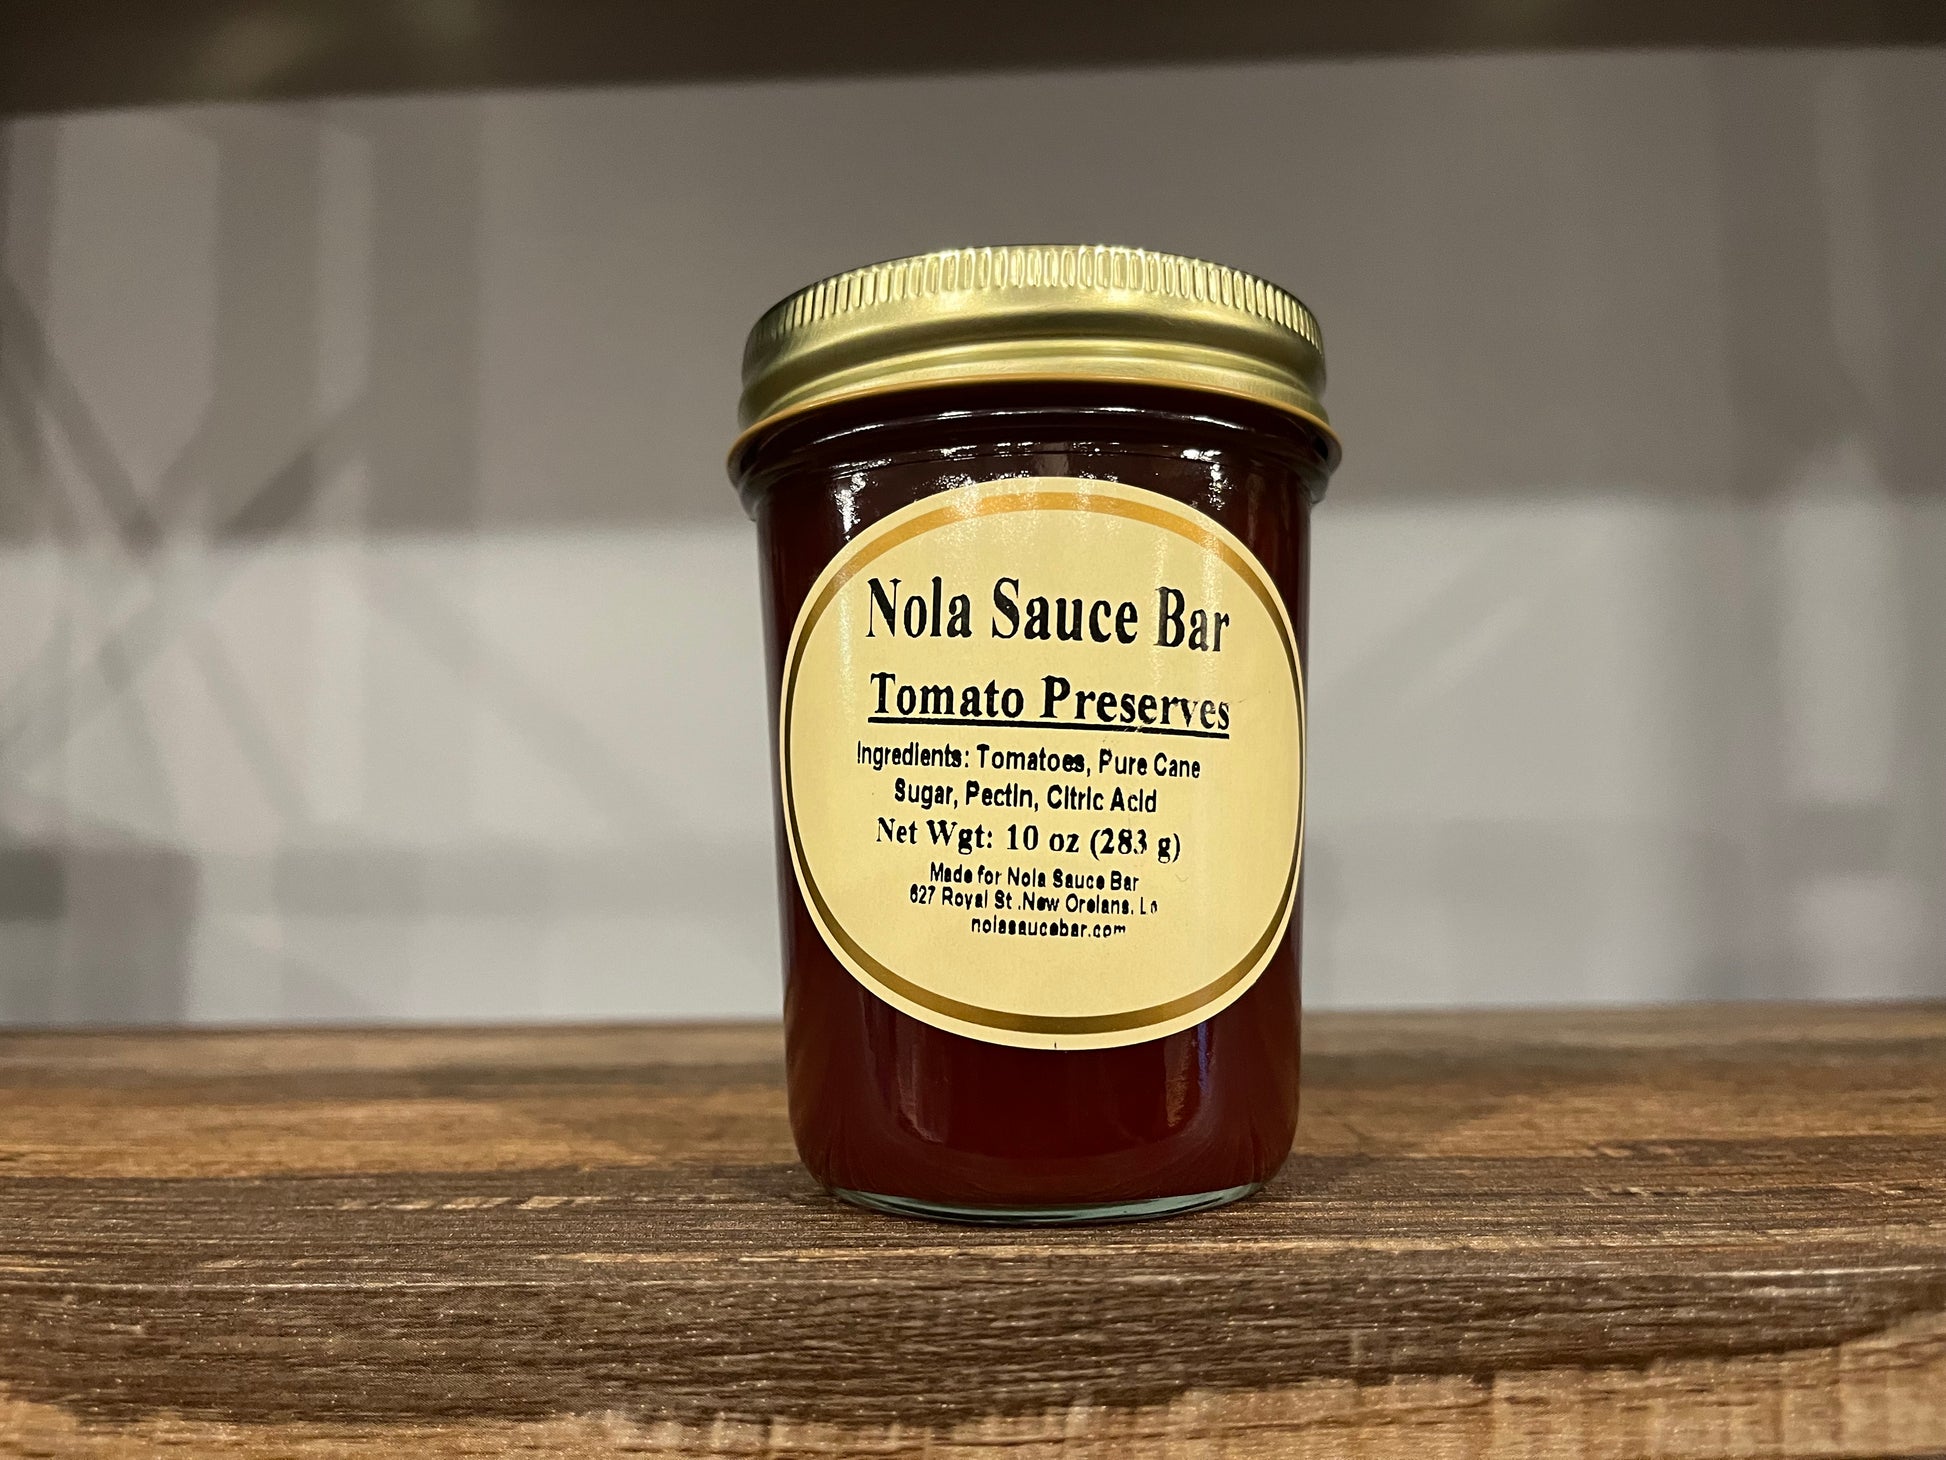 Nola Sauce Bar
Tomato Preserves
Ingredients: Tomatoes, Pure Cane
Sugar, Pectin, Citric Acid
Net Wgt: 10 oz (283 g)
Made for Nola Sauce Bar
627 Royal St .New Orelans. La
nolasaucebar.com